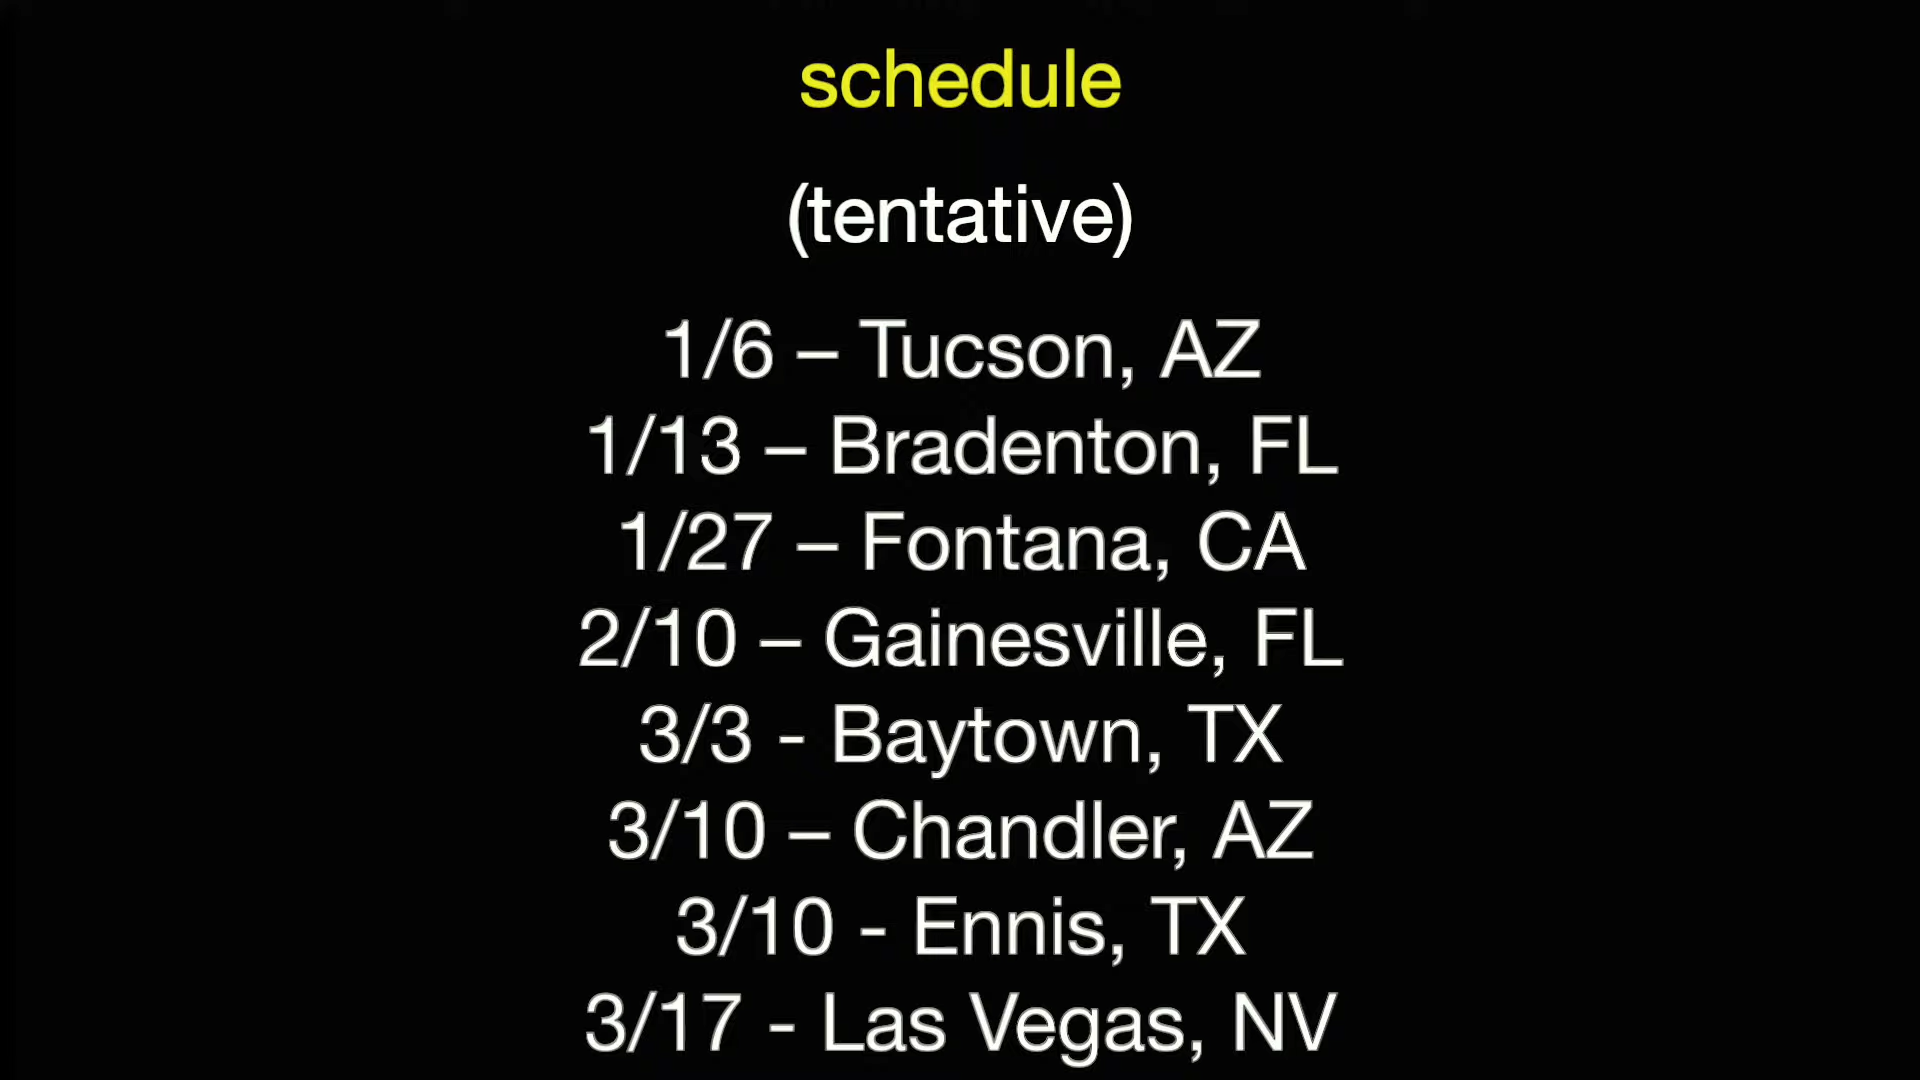 schedule
(tentative)
1/6 – Tucson, AZ
1/13 – Bradenton, FL
1/27 – Fontana, CA
2/10 – Gainesville, FL
3/3 - Baytown, TX
3/10 – Chandler, AZ
3/10 - Ennis, TX
3/17 - Las Vegas, NV